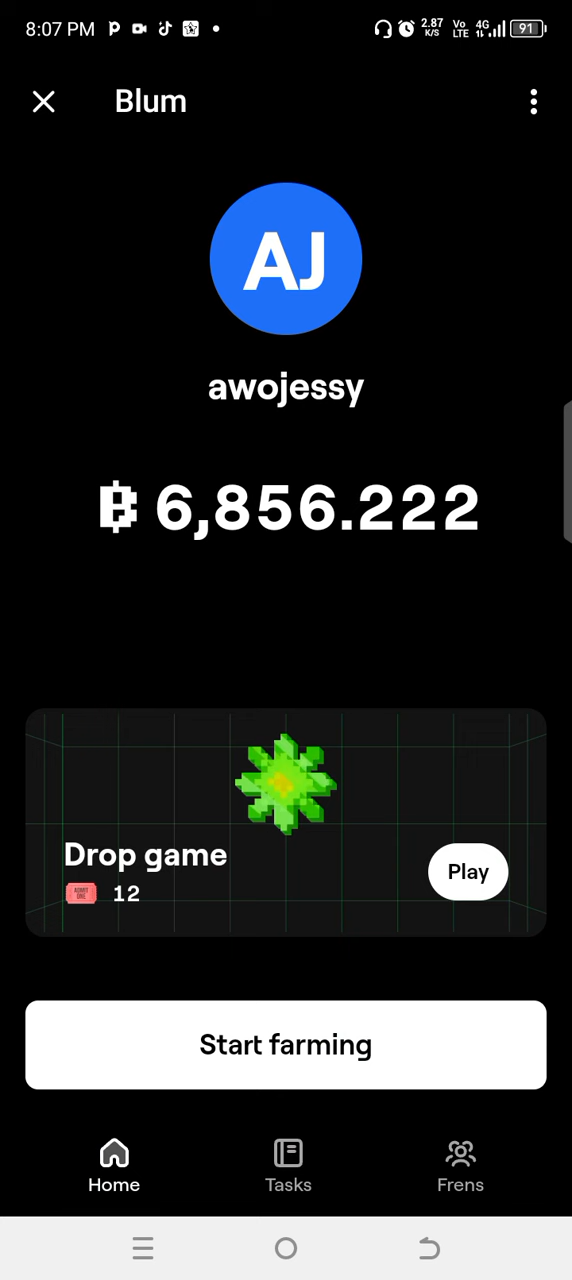 8:07 PM 2.87 K/S Vo LTE 4G 91
Blum
AJ
awojessy
6,856.222
Drop game
12
Play
Start farming
Home Tasks Frens